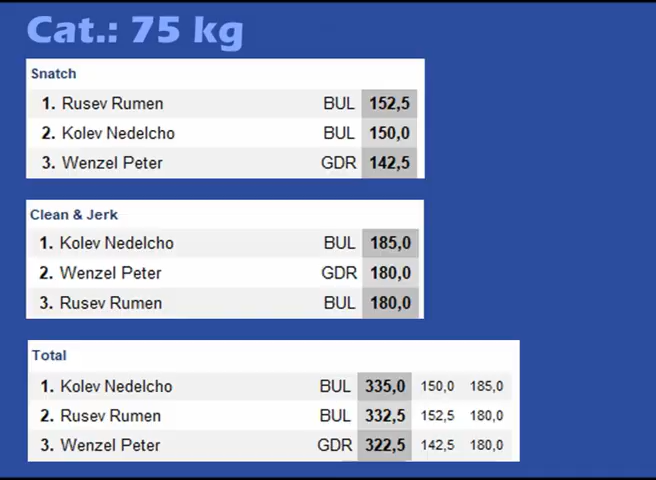 Cat.: 75 kg
Snatch
1. Rusev Rumen BUL 152,5
2. Kolev Nedelcho BUL 150,0
3. Wenzel Peter GDR 142,5
Clean & Jerk
1. Kolev Nedelcho BUL 185,0
2. Wenzel Peter GDR 180,0
3. Rusev Rumen BUL 180,0
Total
1. Kolev Nedelcho BUL 335,0 150,0 185,0
2. Rusev Rumen BUL 332,5 152,5 180,0
3. Wenzel Peter GDR 322,5 142,5 180,0